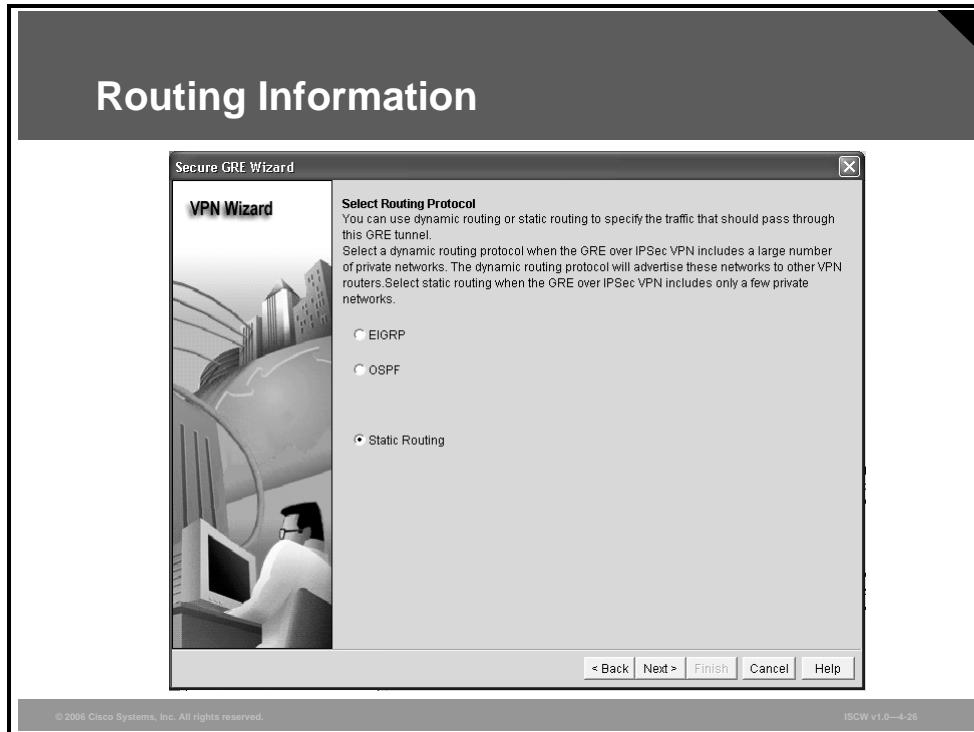 Routing Information
Secure GRE Wizard
VPN Wizard
Select Routing Protocol
You can use dynamic routing or static routing to specify the traffic that should pass through
this GRE tunnel.
Select a dynamic routing protocol when the GRE over IPSec VPN includes a large number
of private networks. The dynamic routing protocol will advertise these networks to other VPN
routers.Select static routing when the GRE over IPSec VPN includes only a few private
networks.
EIGRP
OSPF
Static Routing
< Back Next > Finish Cancel Help
© 2006 Cisco Systems, Inc. All rights reserved. ISCW v1.0—4-26